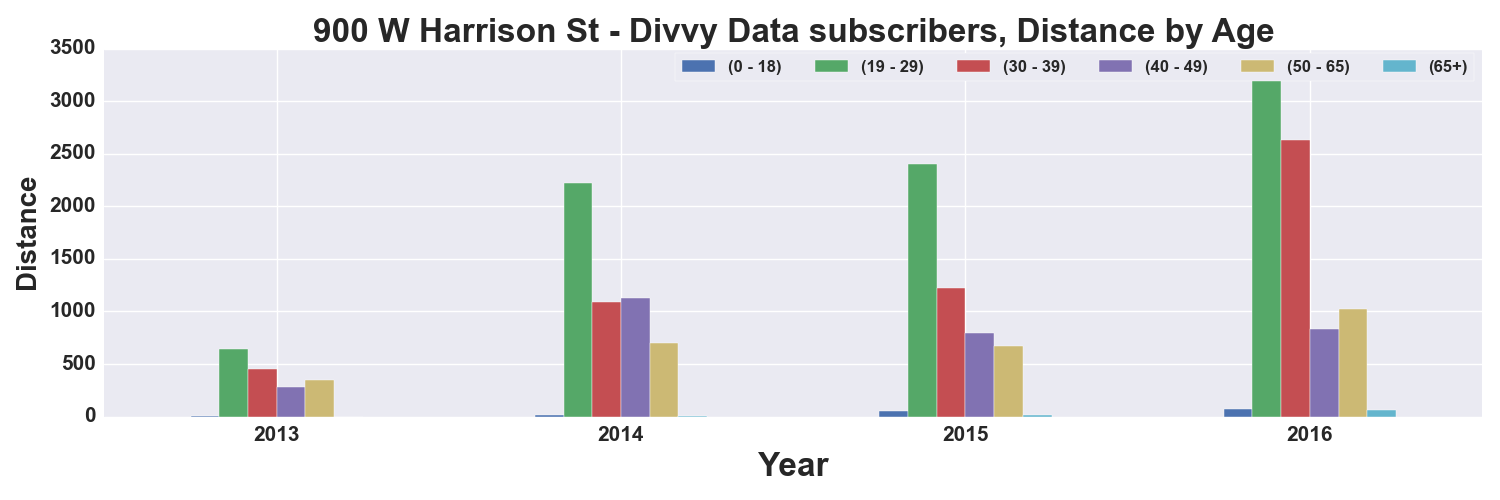 900 W Harrison St - Divvy Data subscribers, Distance by Age
(0 - 18) (19 - 29) (30 - 39) (40 - 49) (50 - 65) (65+)
Distance
3500
3000
2500
2000
1500
1000
500
0
2013 2014 2015 2016
Year